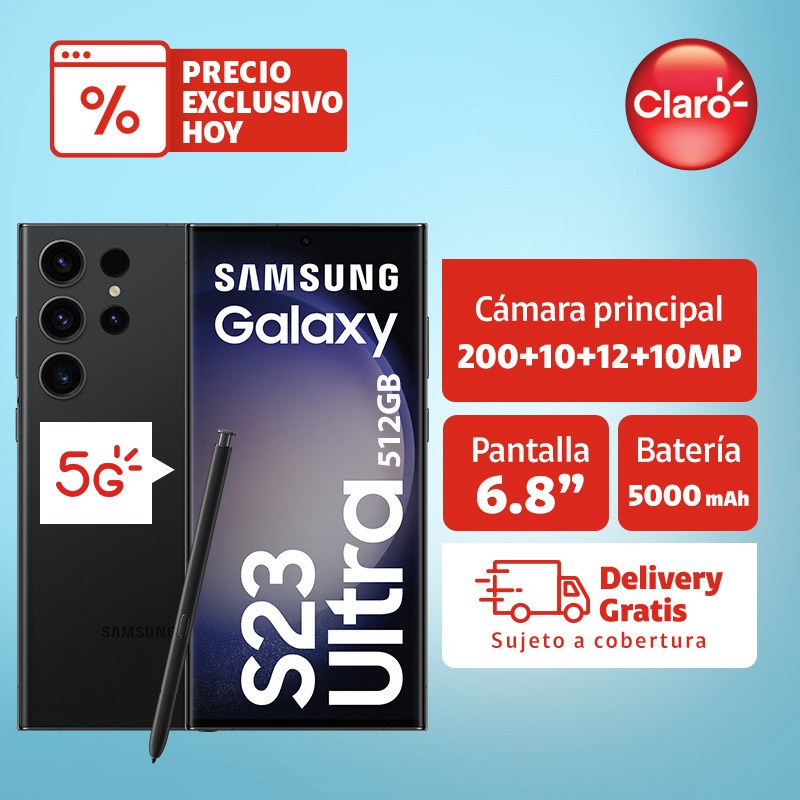 %
PRECIO
EXCLUSIVO
HOY
Claro
SAMSUNG
Galaxy
S23
Ultra 512GB
5G
SAMSUNG
Cámara principal
200+10+12+10MP
Pantalla
6.8”
Batería
5000 mAh
Delivery
Gratis
Sujeto a cobertura